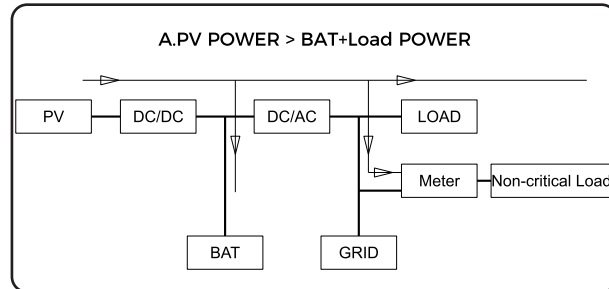 A.PV POWER > BAT+Load POWER
PV
DC/DC
DC/AC
LOAD
Meter
Non-critical Load
BAT
GRID